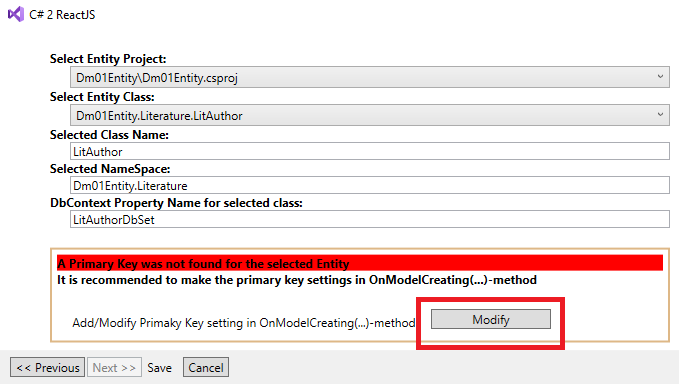 C# 2 ReactJS
Select Entity Project:
Dm01Entity\Dm01Entity.csproj
Select Entity Class:
Dm01Entity.Literature.LitAuthor
Selected Class Name:
LitAuthor
Selected NameSpace:
Dm01Entity.Literature
DbContext Property Name for selected class:
LitAuthorDbSet
A Primary Key was not found for the selected Entity
It is recommended to make the primary key settings in OnModelCreating(...)-method
Add/Modify Primaky Key setting in OnModelCreating(...)-method Modify
<< Previous Next >> Save Cancel